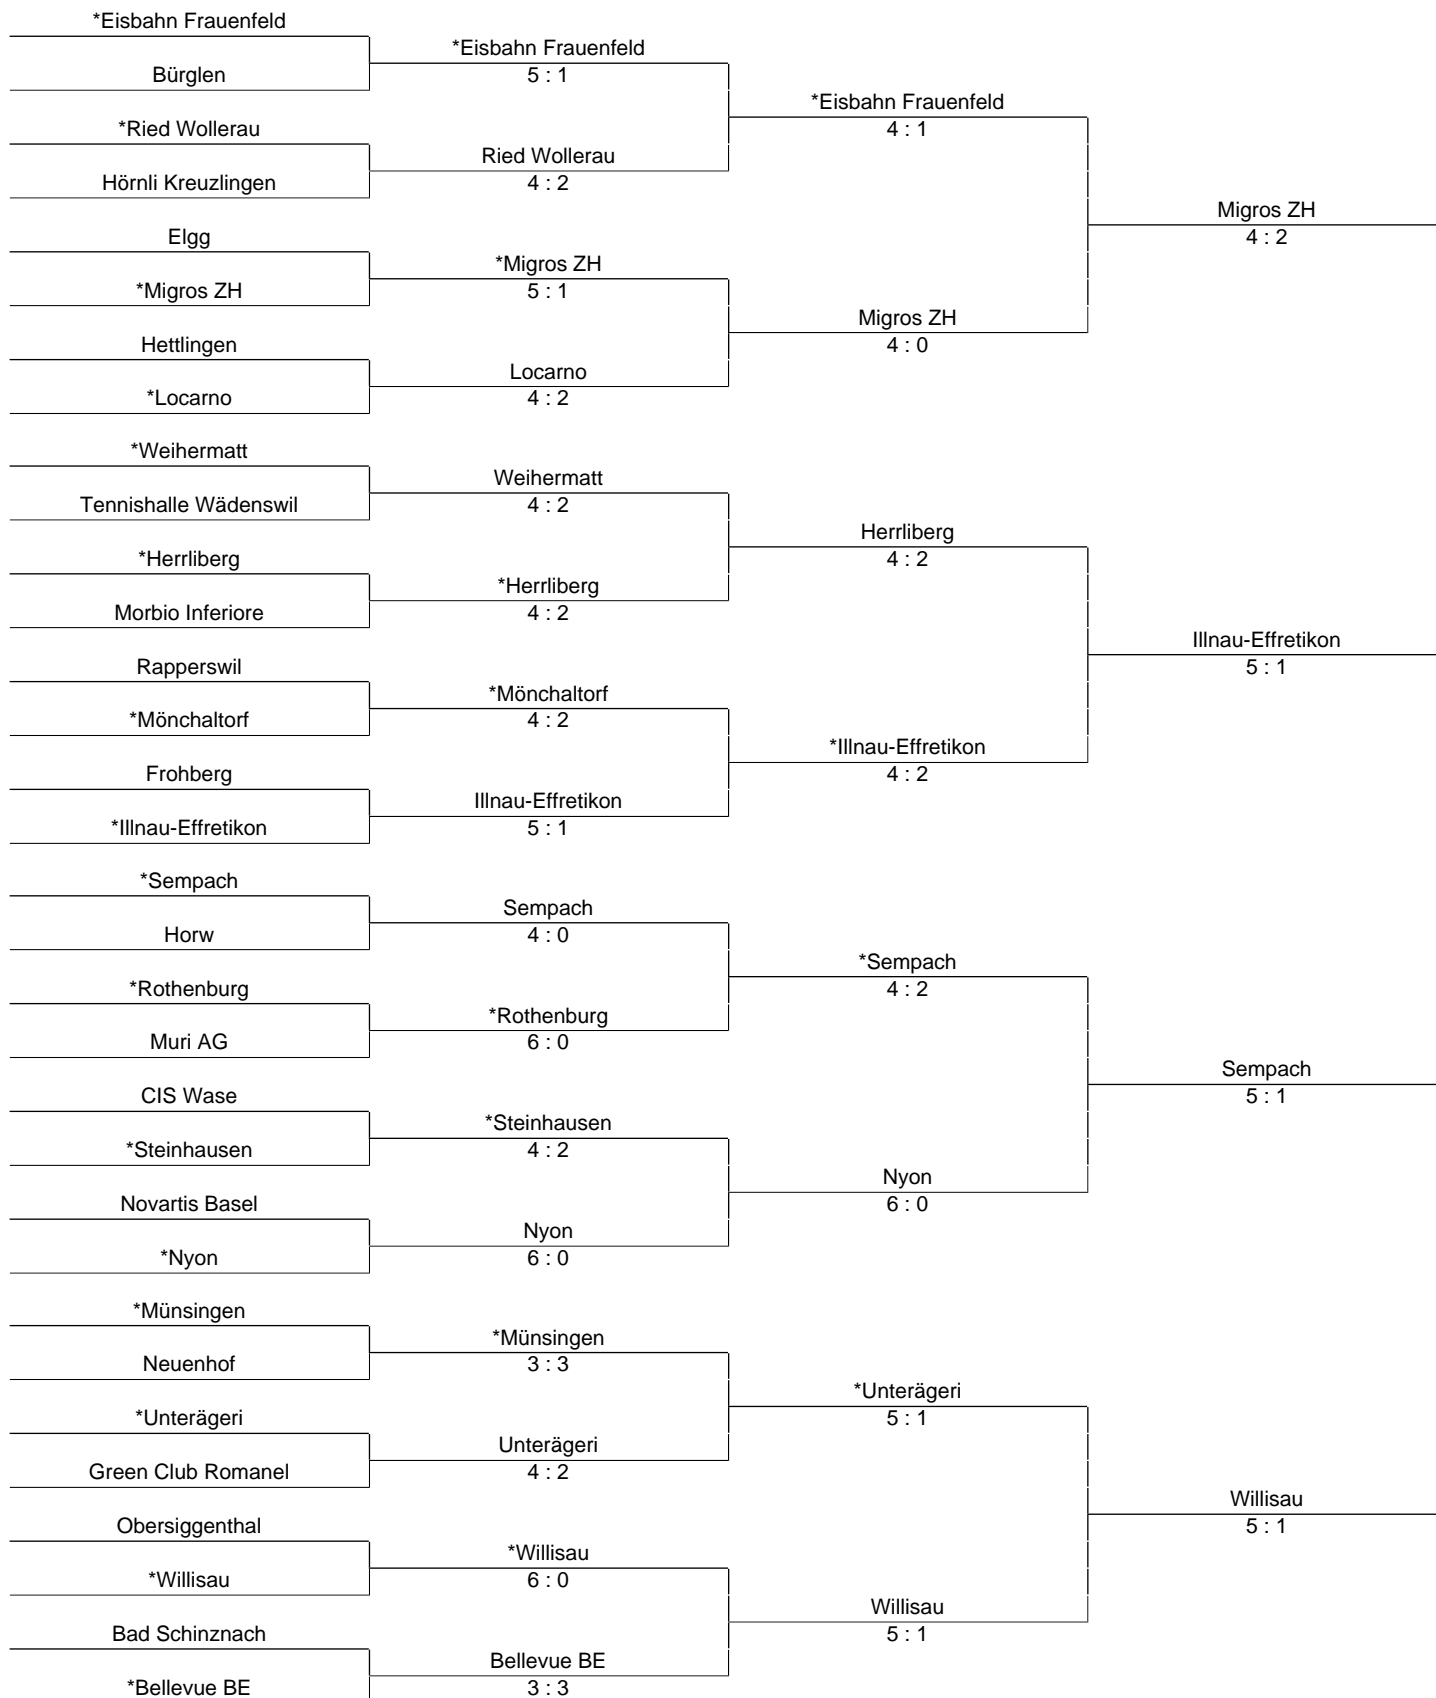 *Eisbahn Frauenfeld
Bürglen
*Ried Wollerau
Hörnli Kreuzlingen
Elgg
*Migros ZH
Hettlingen
*Locarno
*Weihermatt
Tennishalle Wädenswil
*Herrliberg
Morbio Inferiore
Rapperswil
*Mönchaltorf
Frohberg
*Illnau-Effretikon
*Sempach
Horw
*Rothenburg
Muri AG
CIS Wase
*Steinhausen
Novartis Basel
*Nyon
*Münsingen
Neuenhof
*Unterägeri
Green Club Romanel
Obersiggenthal
*Willisau
Bad Schinznach
*Bellevue BE
*Eisbahn Frauenfeld
5 : 1
Ried Wollerau
4 : 2
*Migros ZH
5 : 1
Locarno
4 : 2
Weihermatt
4 : 2
*Herrliberg
4 : 2
*Mönchaltorf
4 : 2
Illnau-Effretikon
5 : 1
Sempach
4 : 0
*Rothenburg
6 : 0
*Steinhausen
4 : 2
Nyon
6 : 0
*Münsingen
3 : 3
Unterägeri
4 : 2
*Willisau
6 : 0
Bellevue BE
3 : 3
*Eisbahn Frauenfeld
4 : 1
Migros ZH
4 : 0
Herrliberg
4 : 2
*Illnau-Effretikon
4 : 2
*Sempach
4 : 2
Nyon
6 : 0
*Unterägeri
5 : 1
Willisau
5 : 1
Migros ZH
4 : 2
Illnau-Effretikon
5 : 1
Sempach
5 : 1
Willisau
5 : 1